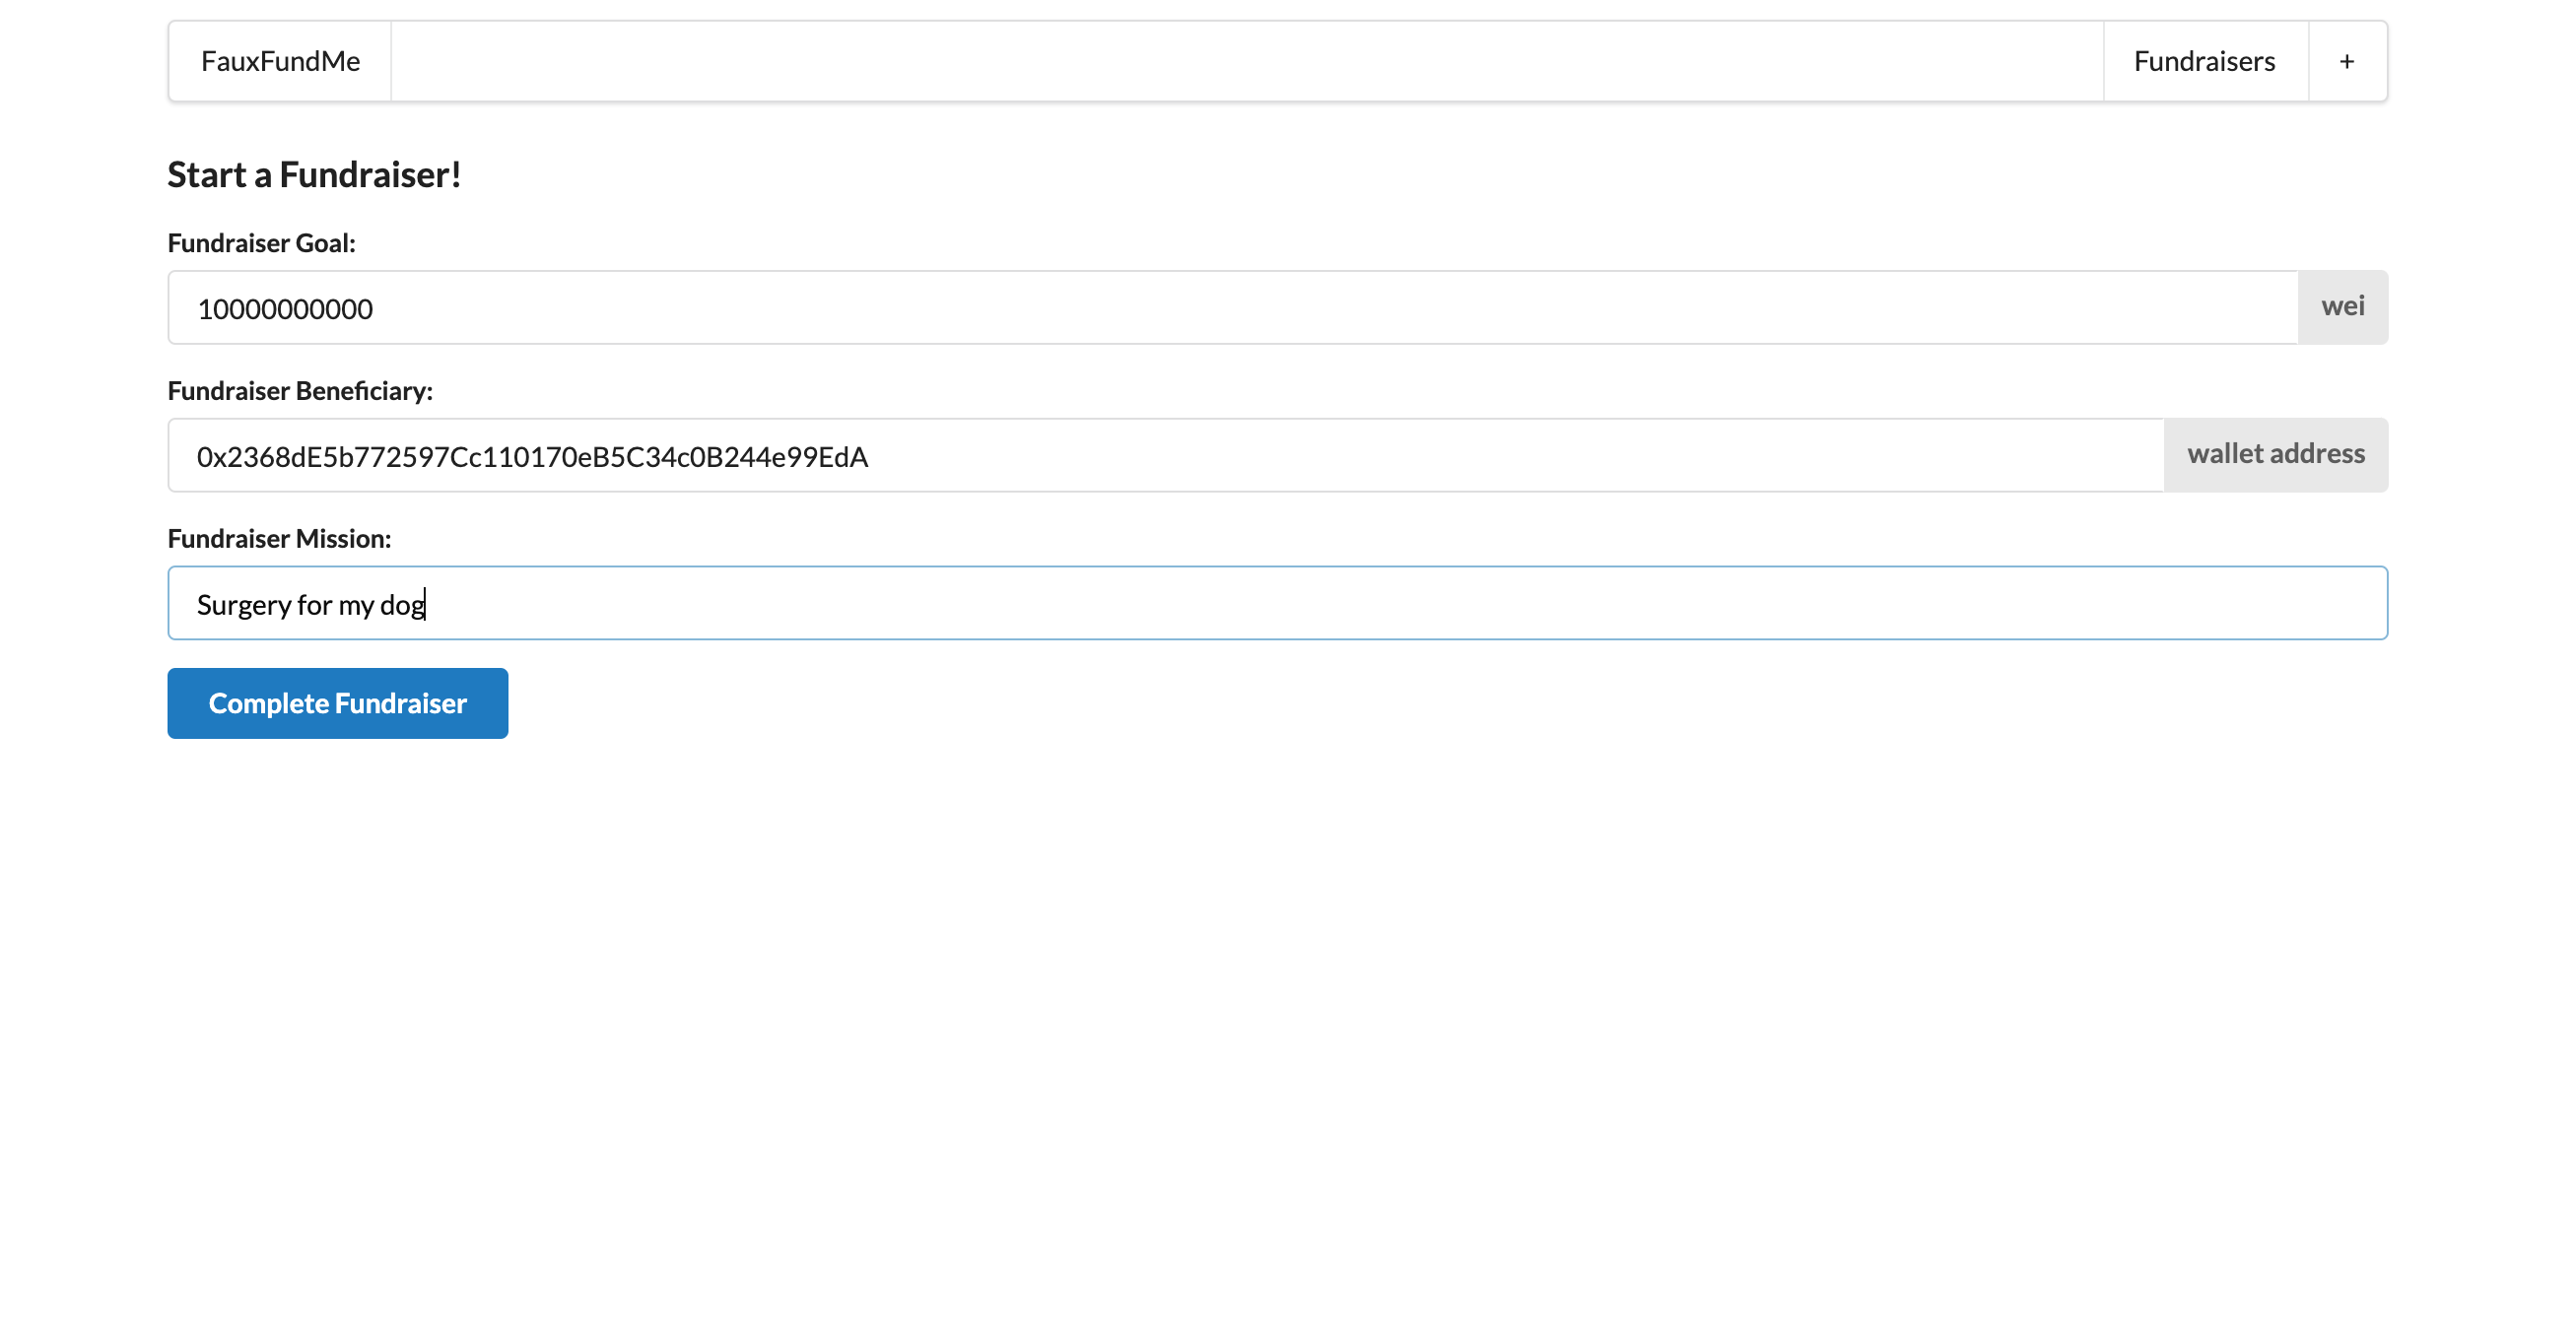 FauxFundMe Fundraisers +
Start a Fundraiser!
Fundraiser Goal:
10000000000 wei
Fundraiser Beneficiary:
0x2368dE5b772597Cc110170eB5C34c0B244e99EdA wallet address
Fundraiser Mission:
Surgery for my dog
Complete Fundraiser